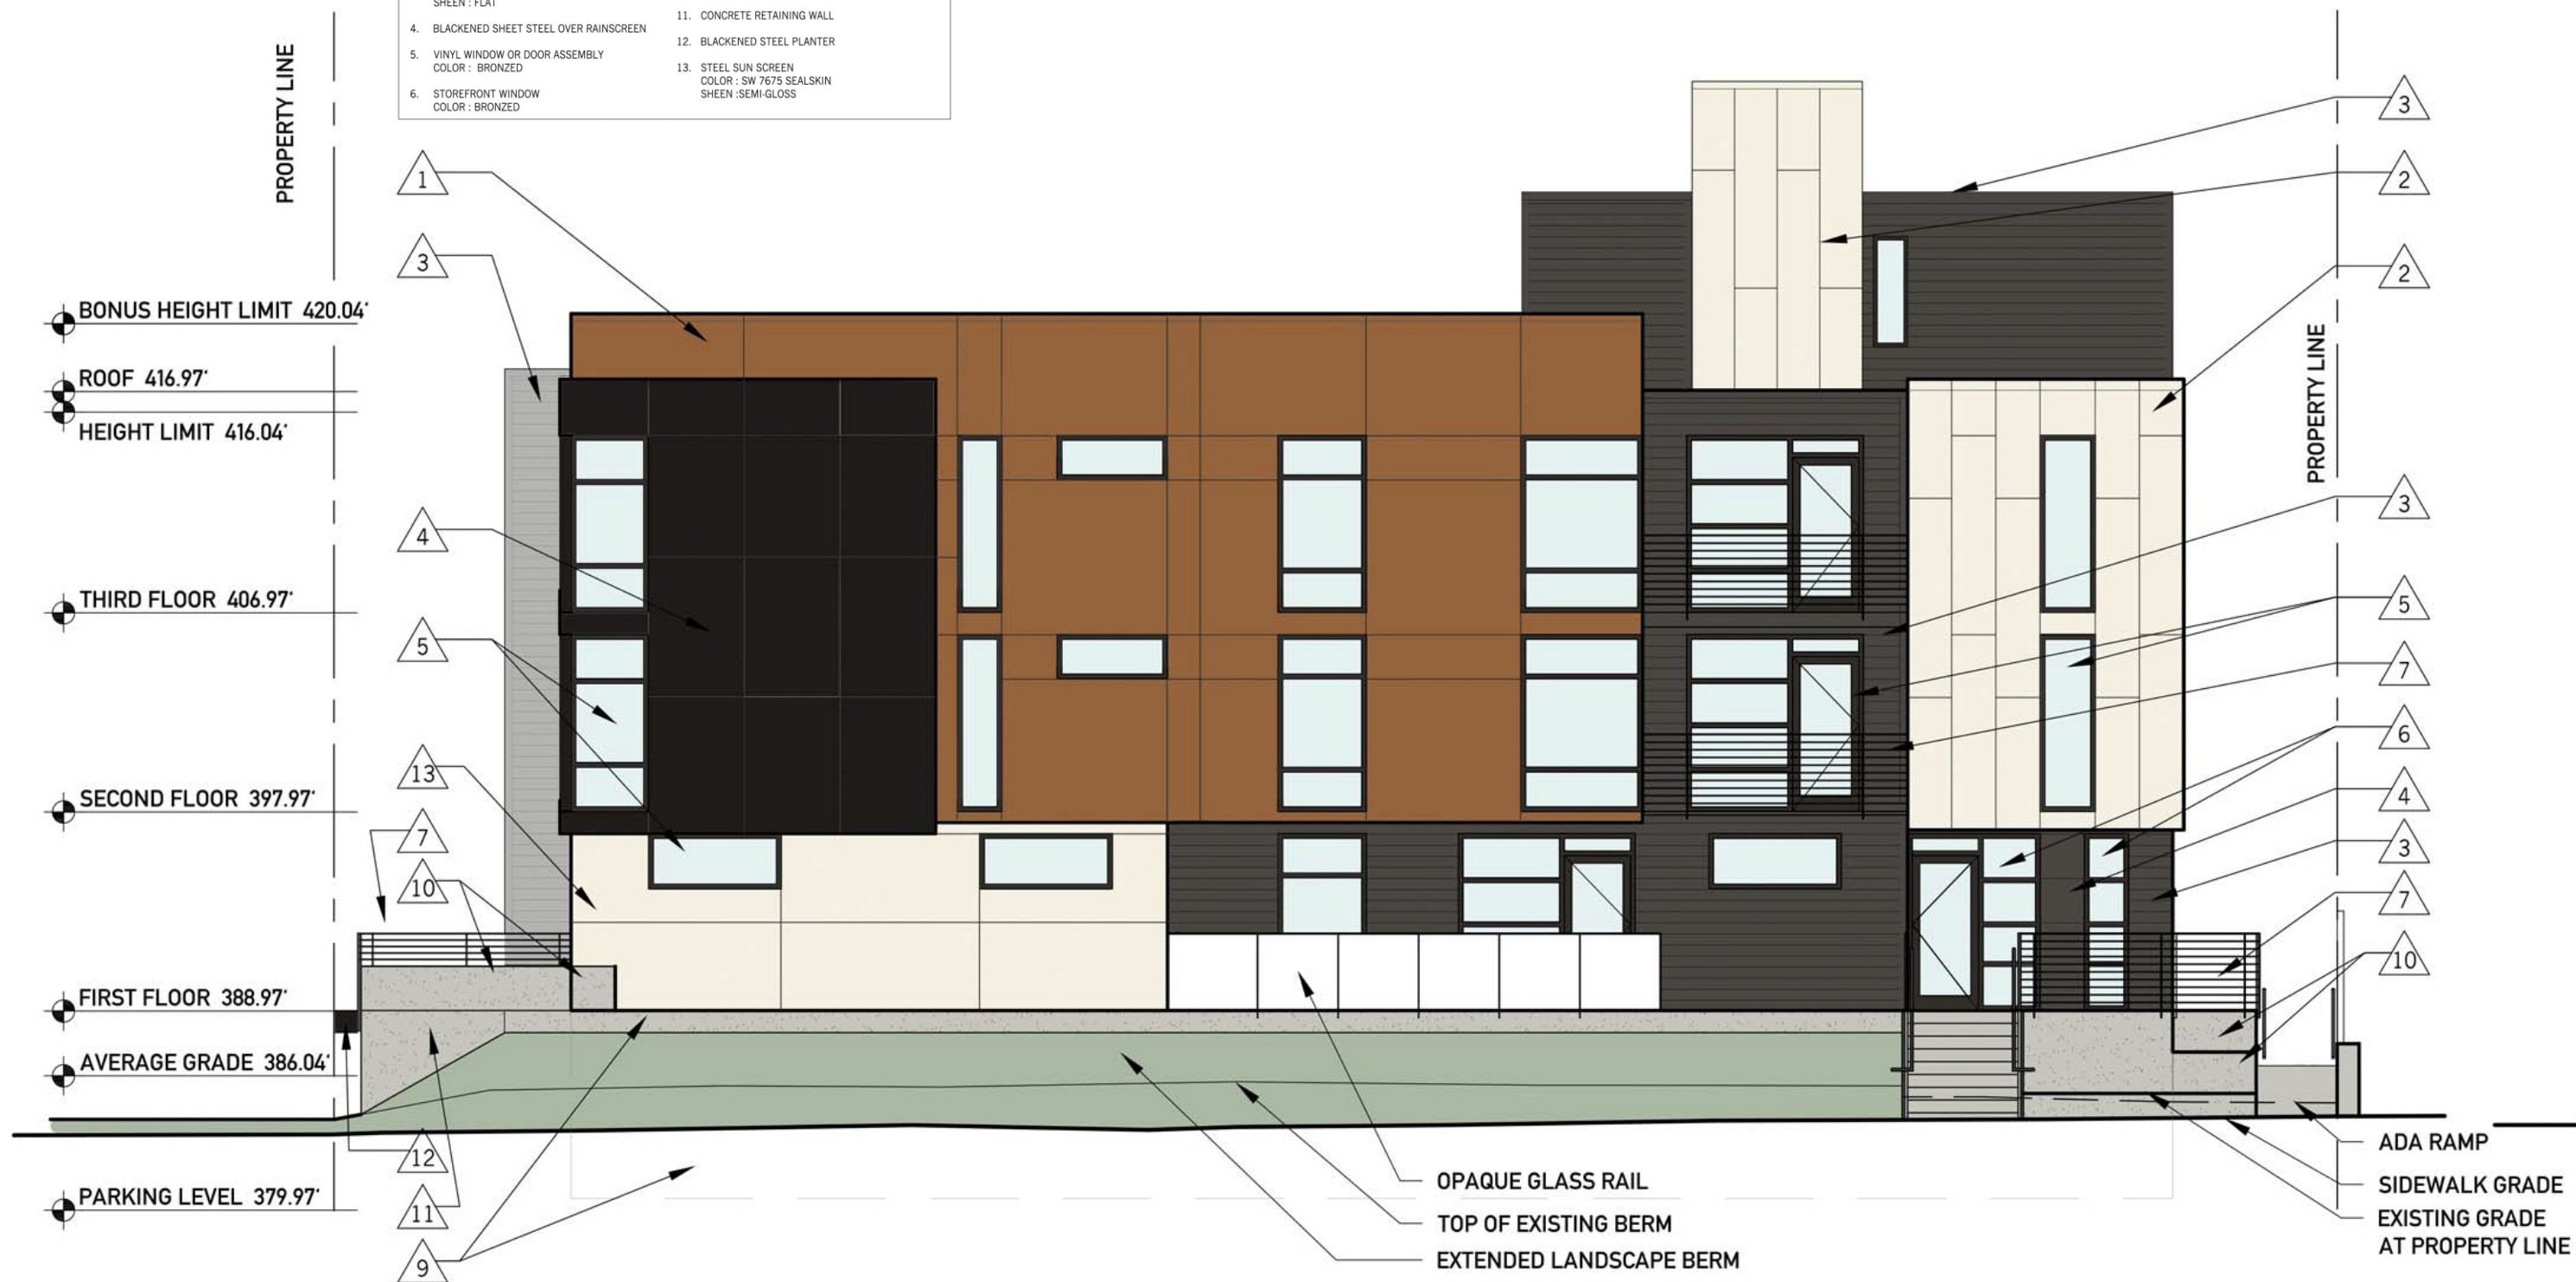 SHEEN : FLAT
4. BLACKENED SHEET STEEL OVER RAINSCREEN
5. VINYL WINDOW OR DOOR ASSEMBLY
COLOR : BRONZED
6. STOREFRONT WINDOW
COLOR : BRONZED
11. CONCRETE RETAINING WALL
12. BLACKENED STEEL PLANTER
13. STEEL SUN SCREEN
COLOR : SW 7675 SEALSKIN
SHEEN :SEMI-GLOSS
PROPERTY LINE
BONUS HEIGHT LIMIT 420.04'
ROOF 416.97'
HEIGHT LIMIT 416.04'
THIRD FLOOR 406.97'
SECOND FLOOR 397.97'
FIRST FLOOR 388.97'
AVERAGE GRADE 386.04'
PARKING LEVEL 379.97'
1
3
4
5
13
7
10
12
11
9
OPAQUE GLASS RAIL
TOP OF EXISTING BERM
EXTENDED LANDSCAPE BERM
PROPERTY LINE
3
2
2
3
5
7
6
4
3
7
10
ADA RAMP
SIDEWALK GRADE
EXISTING GRADE
AT PROPERTY LINE